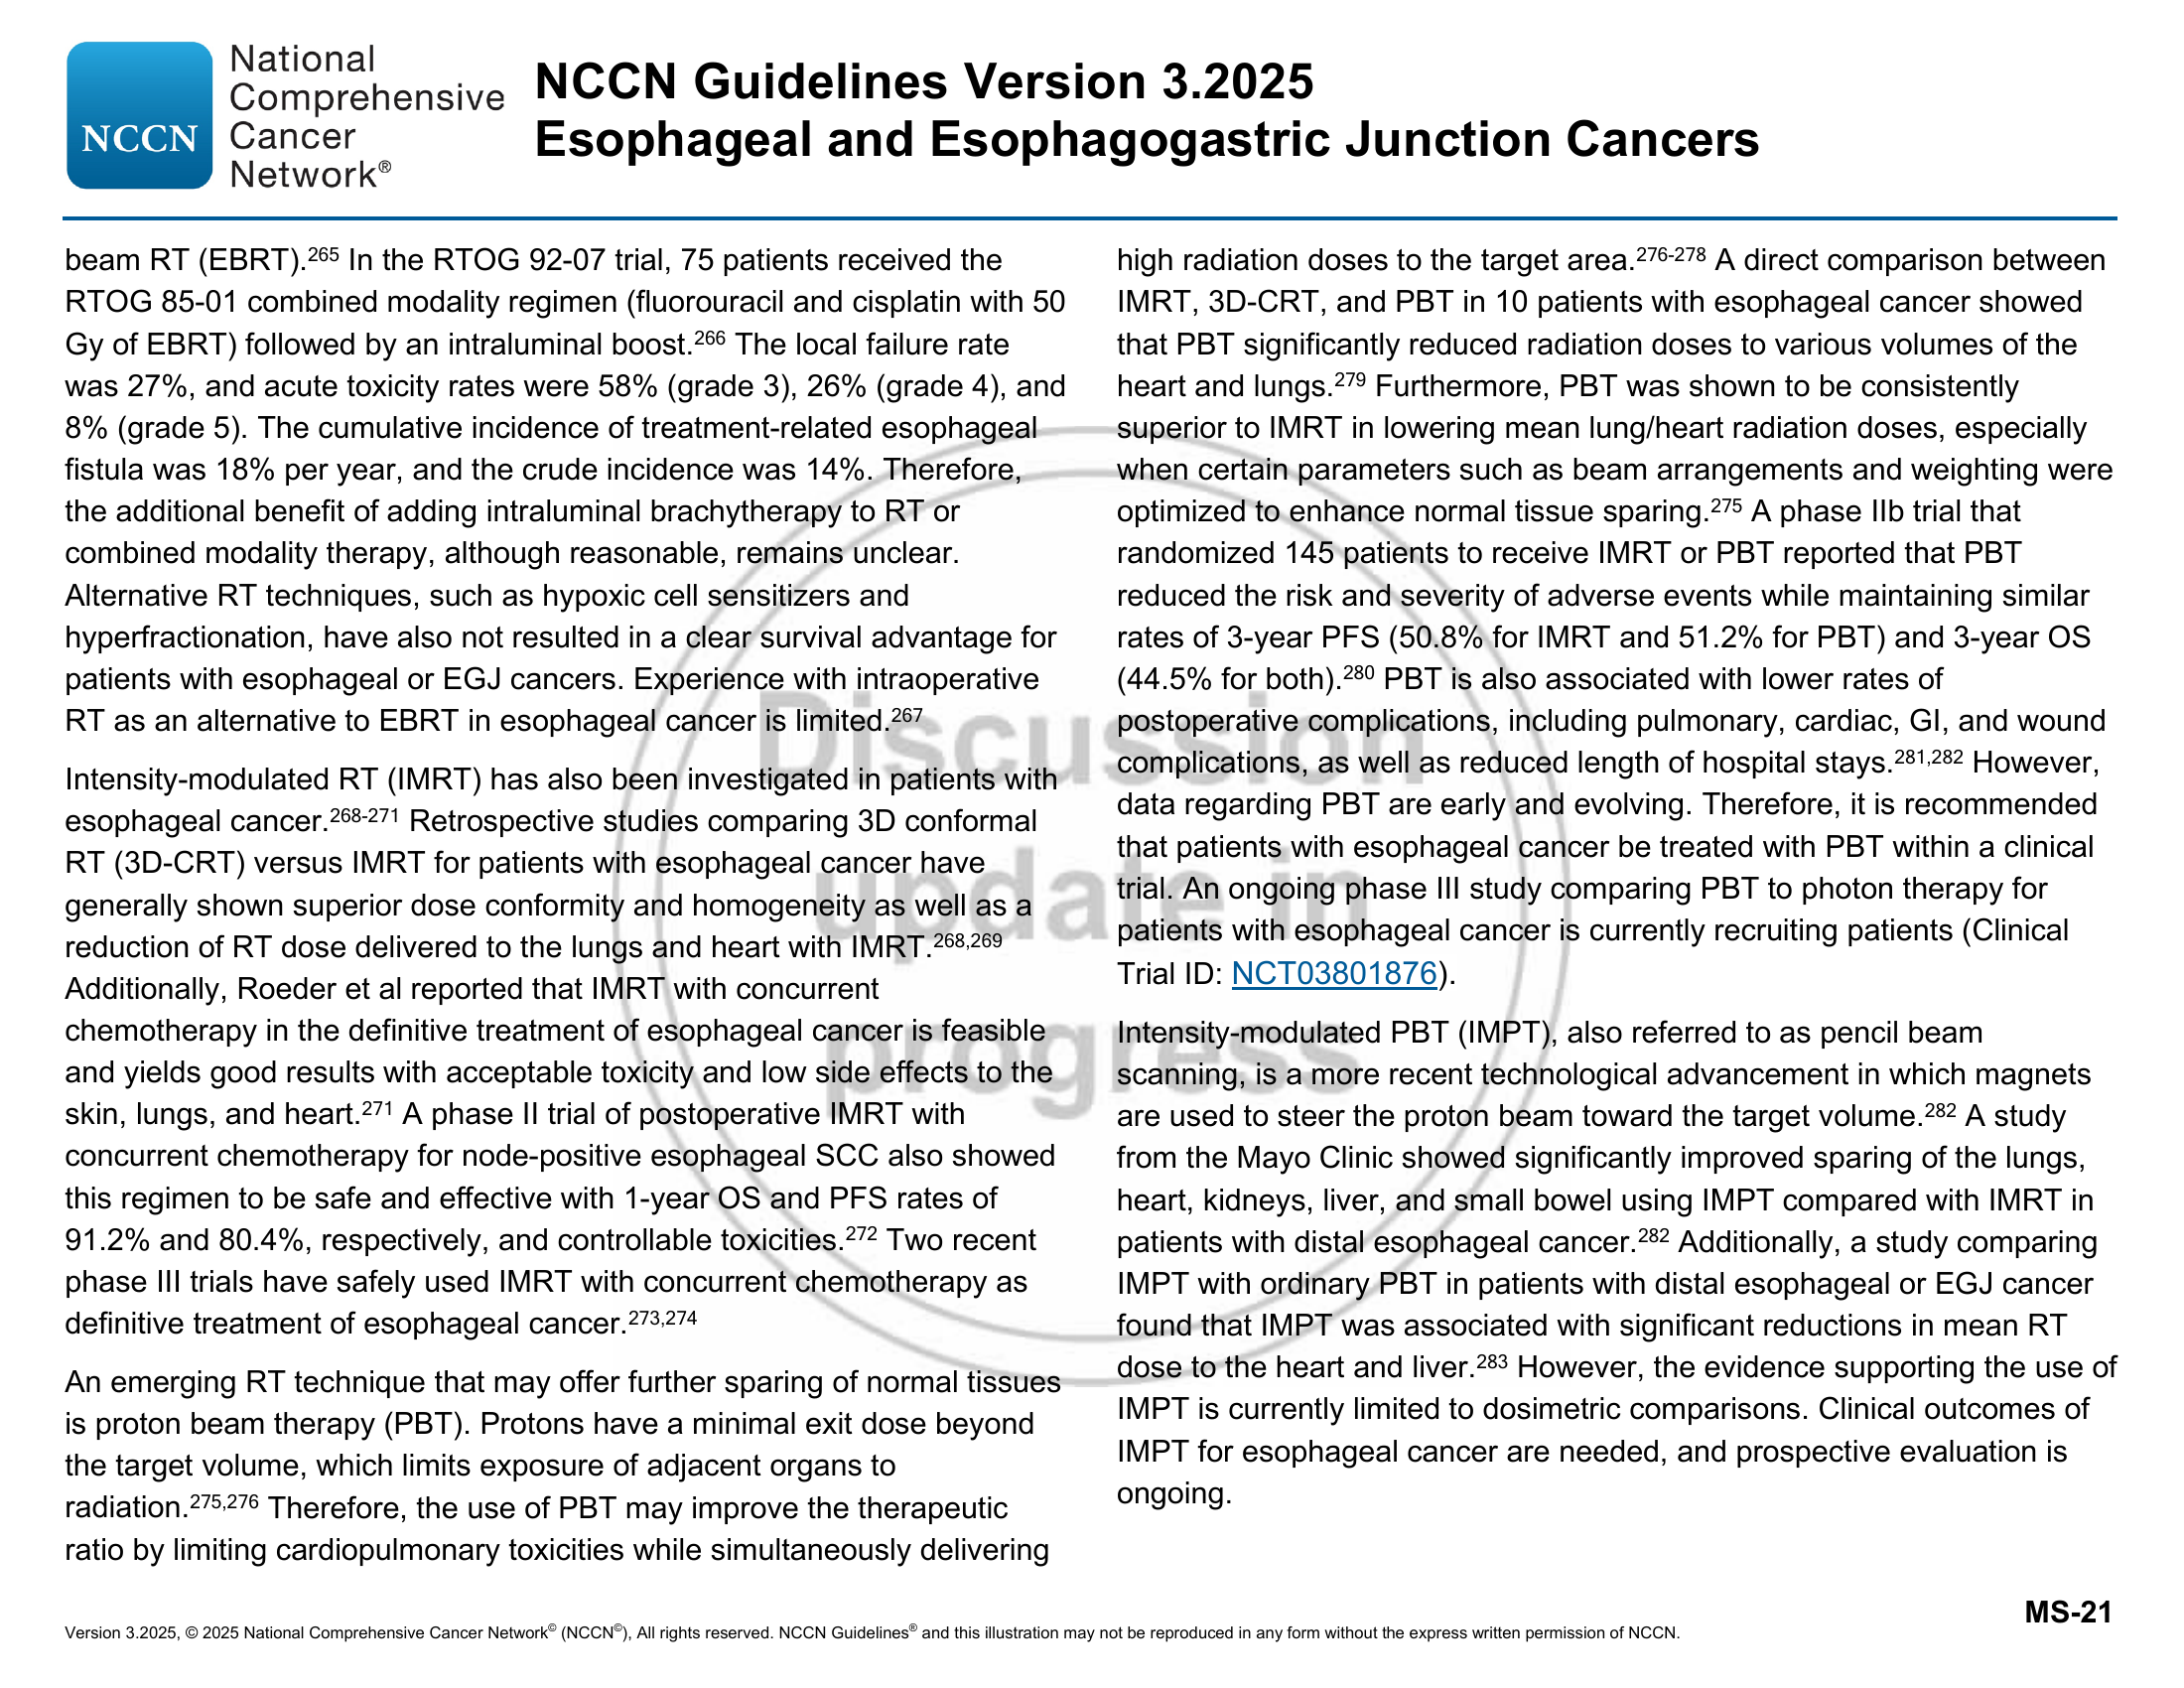 NCCN
National
Comprehensive
Cancer
Network®
NCCN Guidelines Version 3.2025
Esophageal and Esophagogastric Junction Cancers
beam RT (EBRT).265 In the RTOG 92-07 trial, 75 patients received the
RTOG 85-01 combined modality regimen (fluorouracil and cisplatin with 50
Gy of EBRT) followed by an intraluminal boost.266 The local failure rate
was 27%, and acute toxicity rates were 58% (grade 3), 26% (grade 4), and
8% (grade 5). The cumulative incidence of treatment-related esophageal
fistula was 18% per year, and the crude incidence was 14%. Therefore,
the additional benefit of adding intraluminal brachytherapy to RT or
combined modality therapy, although reasonable, remains unclear.
Alternative RT techniques, such as hypoxic cell sensitizers and
hyperfractionation, have also not resulted in a clear survival advantage for
patients with esophageal or EGJ cancers. Experience with intraoperative
RT as an alternative to EBRT in esophageal cancer is limited.267
Intensity-modulated RT (IMRT) has also been investigated in patients with
esophageal cancer.268-271 Retrospective studies comparing 3D conformal
RT (3D-CRT) versus IMRT for patients with esophageal cancer have
generally shown superior dose conformity and homogeneity as well as a
reduction of RT dose delivered to the lungs and heart with IMRT.268,269
Additionally, Roeder et al reported that IMRT with concurrent
chemotherapy in the definitive treatment of esophageal cancer is feasible
and yields good results with acceptable toxicity and low side effects to the
skin, lungs, and heart.271 A phase II trial of postoperative IMRT with
concurrent chemotherapy for node-positive esophageal SCC also showed
this regimen to be safe and effective with 1-year OS and PFS rates of
91.2% and 80.4%, respectively, and controllable toxicities.272 Two recent
phase III trials have safely used IMRT with concurrent chemotherapy as
definitive treatment of esophageal cancer.273,274
An emerging RT technique that may offer further sparing of normal tissues
is proton beam therapy (PBT). Protons have a minimal exit dose beyond
the target volume, which limits exposure of adjacent organs to
radiation.275,276 Therefore, the use of PBT may improve the therapeutic
ratio by limiting cardiopulmonary toxicities while simultaneously delivering
high radiation doses to the target area.276-278 A direct comparison between
IMRT, 3D-CRT, and PBT in 10 patients with esophageal cancer showed
that PBT significantly reduced radiation doses to various volumes of the
heart and lungs.279 Furthermore, PBT was shown to be consistently
superior to IMRT in lowering mean lung/heart radiation doses, especially
when certain parameters such as beam arrangements and weighting were
optimized to enhance normal tissue sparing.275 A phase IIb trial that
randomized 145 patients to receive IMRT or PBT reported that PBT
reduced the risk and severity of adverse events while maintaining similar
rates of 3-year PFS (50.8% for IMRT and 51.2% for PBT) and 3-year OS
(44.5% for both).280 PBT is also associated with lower rates of
postoperative complications, including pulmonary, cardiac, GI, and wound
complications, as well as reduced length of hospital stays.281,282 However,
data regarding PBT are early and evolving. Therefore, it is recommended
that patients with esophageal cancer be treated with PBT within a clinical
trial. An ongoing phase III study comparing PBT to photon therapy for
patients with esophageal cancer is currently recruiting patients (Clinical
Trial ID: NCT03801876).
Intensity-modulated PBT (IMPT), also referred to as pencil beam
scanning, is a more recent technological advancement in which magnets
are used to steer the proton beam toward the target volume.282 A study
from the Mayo Clinic showed significantly improved sparing of the lungs,
heart, kidneys, liver, and small bowel using IMPT compared with IMRT in
patients with distal esophageal cancer.282 Additionally, a study comparing
IMPT with ordinary PBT in patients with distal esophageal or EGJ cancer
found that IMPT was associated with significant reductions in mean RT
dose to the heart and liver.283 However, the evidence supporting the use of
IMPT is currently limited to dosimetric comparisons. Clinical outcomes of
IMPT for esophageal cancer are needed, and prospective evaluation is
ongoing.
Discussion
update in
progress
MS-21
Version 3.2025, © 2025 National Comprehensive Cancer Network© (NCCN©), All rights reserved. NCCN Guidelines® and this illustration may not be reproduced in any form without the express written permission of NCCN.